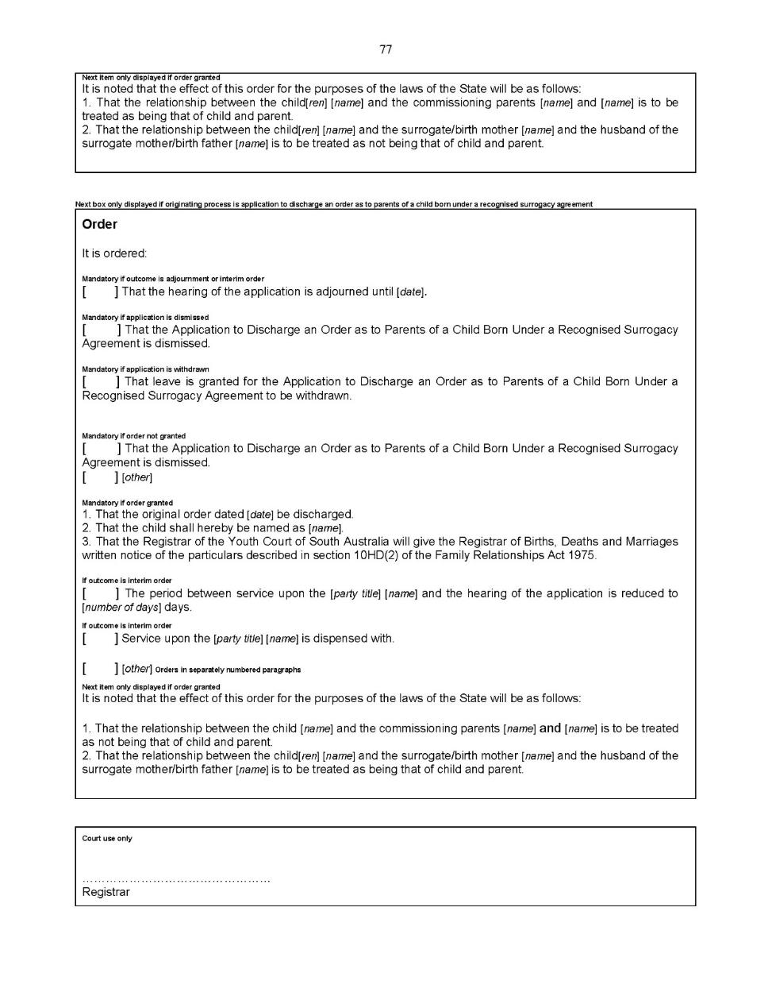 77
Next item only displayed if order granted
It is noted that the effect of this order for the purposes of the laws of the State will be as follows:
1. That the relationship between the child[ren] [name] and the commissioning parents [name] and [name] is to be
treated as being that of child and parent.
2. That the relationship between the child[ren] [name] and the surrogate/birth mother [name] and the husband of the
surrogate mother/birth father [name] is to be treated as not being that of child and parent.
Next box only displayed if originating process is application to discharge an order as to parents of a child born under a recognised surrogacy agreement
Order
It is ordered:
Mandatory if outcome is adjournment or interim order
[ ] That the hearing of the application is adjourned until [date].
Mandatory if application is dismissed
[ ] That the Application to Discharge an Order as to Parents of a Child Born Under a Recognised Surrogacy
Agreement is dismissed.
Mandatory if application is withdrawn
[ ] That leave is granted for the Application to Discharge an Order as to Parents of a Child Born Under a
Recognised Surrogacy Agreement to be withdrawn.
Mandatory if order not granted
[ ] That the Application to Discharge an Order as to Parents of a Child Born Under a Recognised Surrogacy
Agreement is dismissed.
[ ] [other]
Mandatory if order granted
1. That the original order dated [date] be discharged.
2. That the child shall hereby be named as [name].
3. That the Registrar of the Youth Court of South Australia will give the Registrar of Births, Deaths and Marriages
written notice of the particulars described in section 10HD(2) of the Family Relationships Act 1975.
If outcome is interim order
[ ] The period between service upon the [party title] [name] and the hearing of the application is reduced to
[number of days] days.
If outcome is interim order
[ ] Service upon the [party title] [name] is dispensed with.
[ ] [other] Orders in separately numbered paragraphs
Next item only displayed if order granted
It is noted that the effect of this order for the purposes of the laws of the State will be as follows:
1. That the relationship between the child [name] and the commissioning parents [name] and [name] is to be treated
as not being that of child and parent.
2. That the relationship between the child[ren] [name] and the surrogate/birth mother [name] and the husband of the
surrogate mother/birth father [name] is to be treated as being that of child and parent.
Court use only
…………………………………………
Registrar